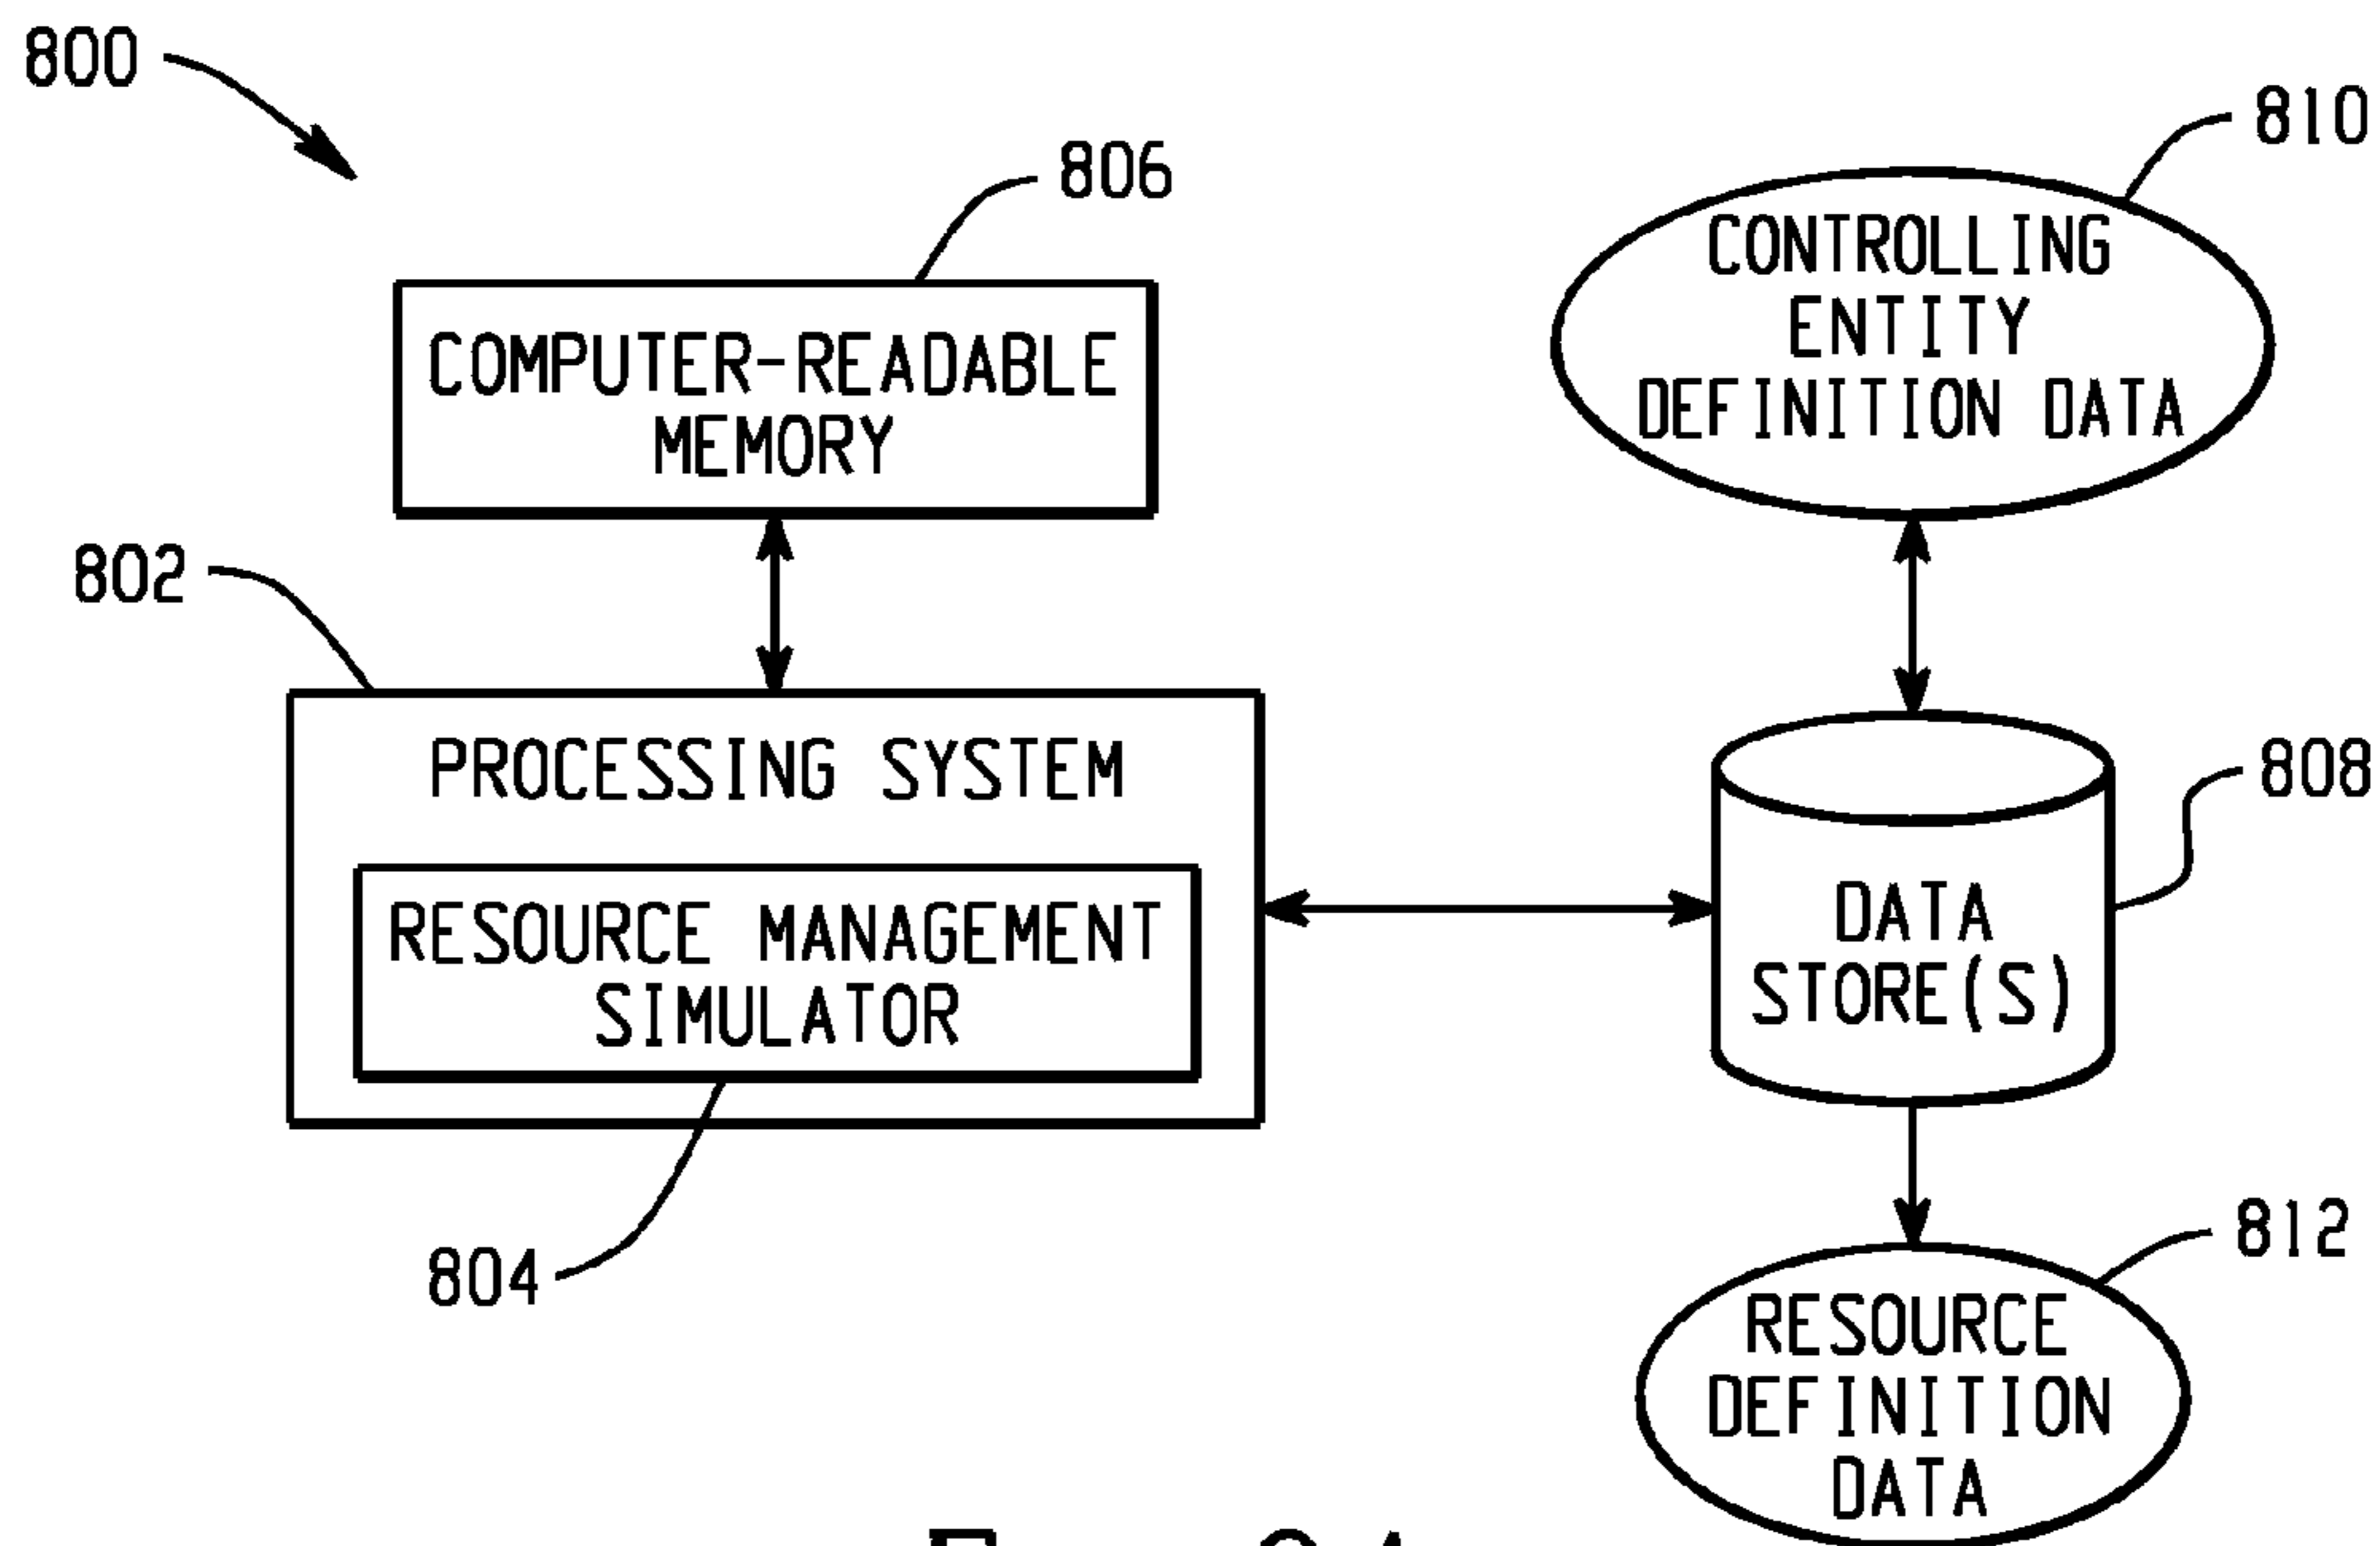 800
810
806
CONTROLLING
ENTITY
DEFINITION DATA
COMPUTER-READABLE
MEMORY
802
PROCESSING SYSTEM
808
RESOURCE MANAGEMENT
SIMULATOR
DATA
STORE(S)
804
812
RESOURCE
DEFINITION
DATA